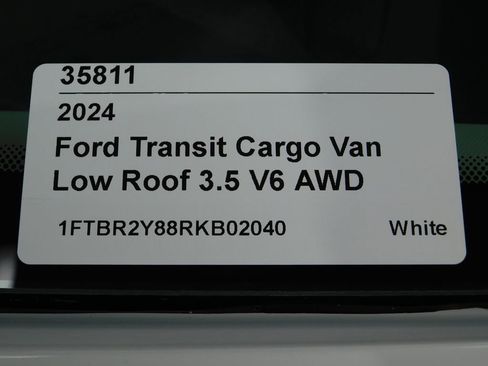 35811
2024
Ford Transit Cargo Van
Low Roof 3.5 V6 AWD
1FTBR2Y88RKB02040 White